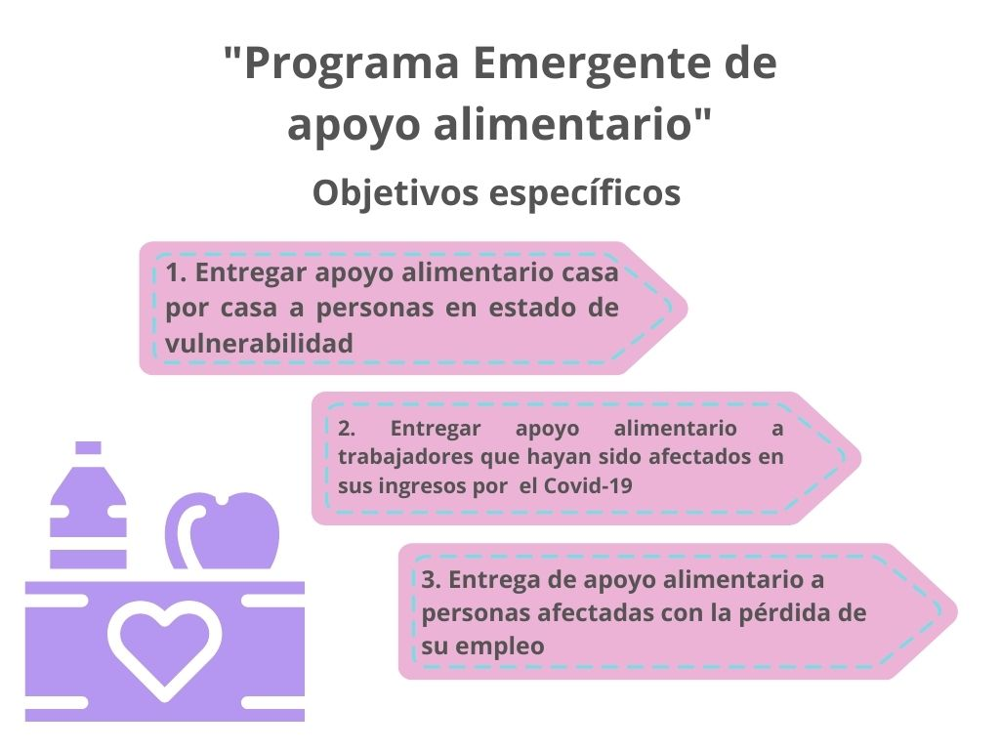 "Programa Emergente de
apoyo alimentario"
Objetivos específicos
1. Entregar apoyo alimentario casa
por casa a personas en estado de
vulnerabilidad
2. Entregar apoyo alimentario a
trabajadores que hayan sido afectados en
sus ingresos por el Covid-19
3. Entrega de apoyo alimentario a
personas afectadas con la pérdida de
su empleo